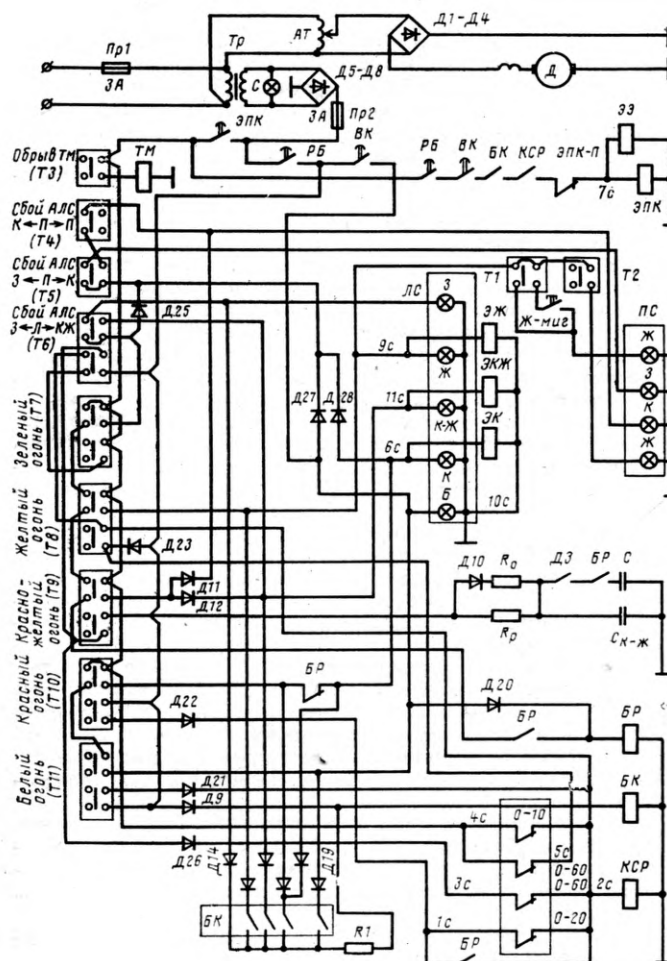 АТ
Д1-Д4
Пр1
Тр
3А
С
Д5-Д8
Д
3А
Пр2
ЭПК
ВК
РБ
РБ
ВК
БК
КСР
ЭПК-П
ЭЭ
7с
ЭПК
Обрыв ТМ
(Т3)
ТМ
Сбой АЛС
К←П→П
(Т4)
Сбой АЛС
З←П→К
(Т5)
Сбой АЛС
З←Л→КЖ
(Т6)
Д25
ЛС
З
Т1
Т2
ЭЖ
Ж-миг
ПС
9с
Ж
ЭКЖ
Ж
З
Д27
Д28
11с
К-Ж
ЭК
К
6с
К
Ж
Б
10с
Зеленый
огонь (Т7)
Желтый
огонь
(Т8)
Д23
Красно-
желтый
огонь (Т9)
Д11
Д12
Д10
Rо
ДЗ
БР
С
Rр
Cк-ж
Красный
огонь (Т10)
БР
Д22
Д20
БР
БР
Белый
огонь
(Т11)
Д21
Д9
БК
4с
0-10
5с
0-60
Д26
Д14
Д19
3с
0-60
2с
КСР
1с
0-20
БК
R1
БР